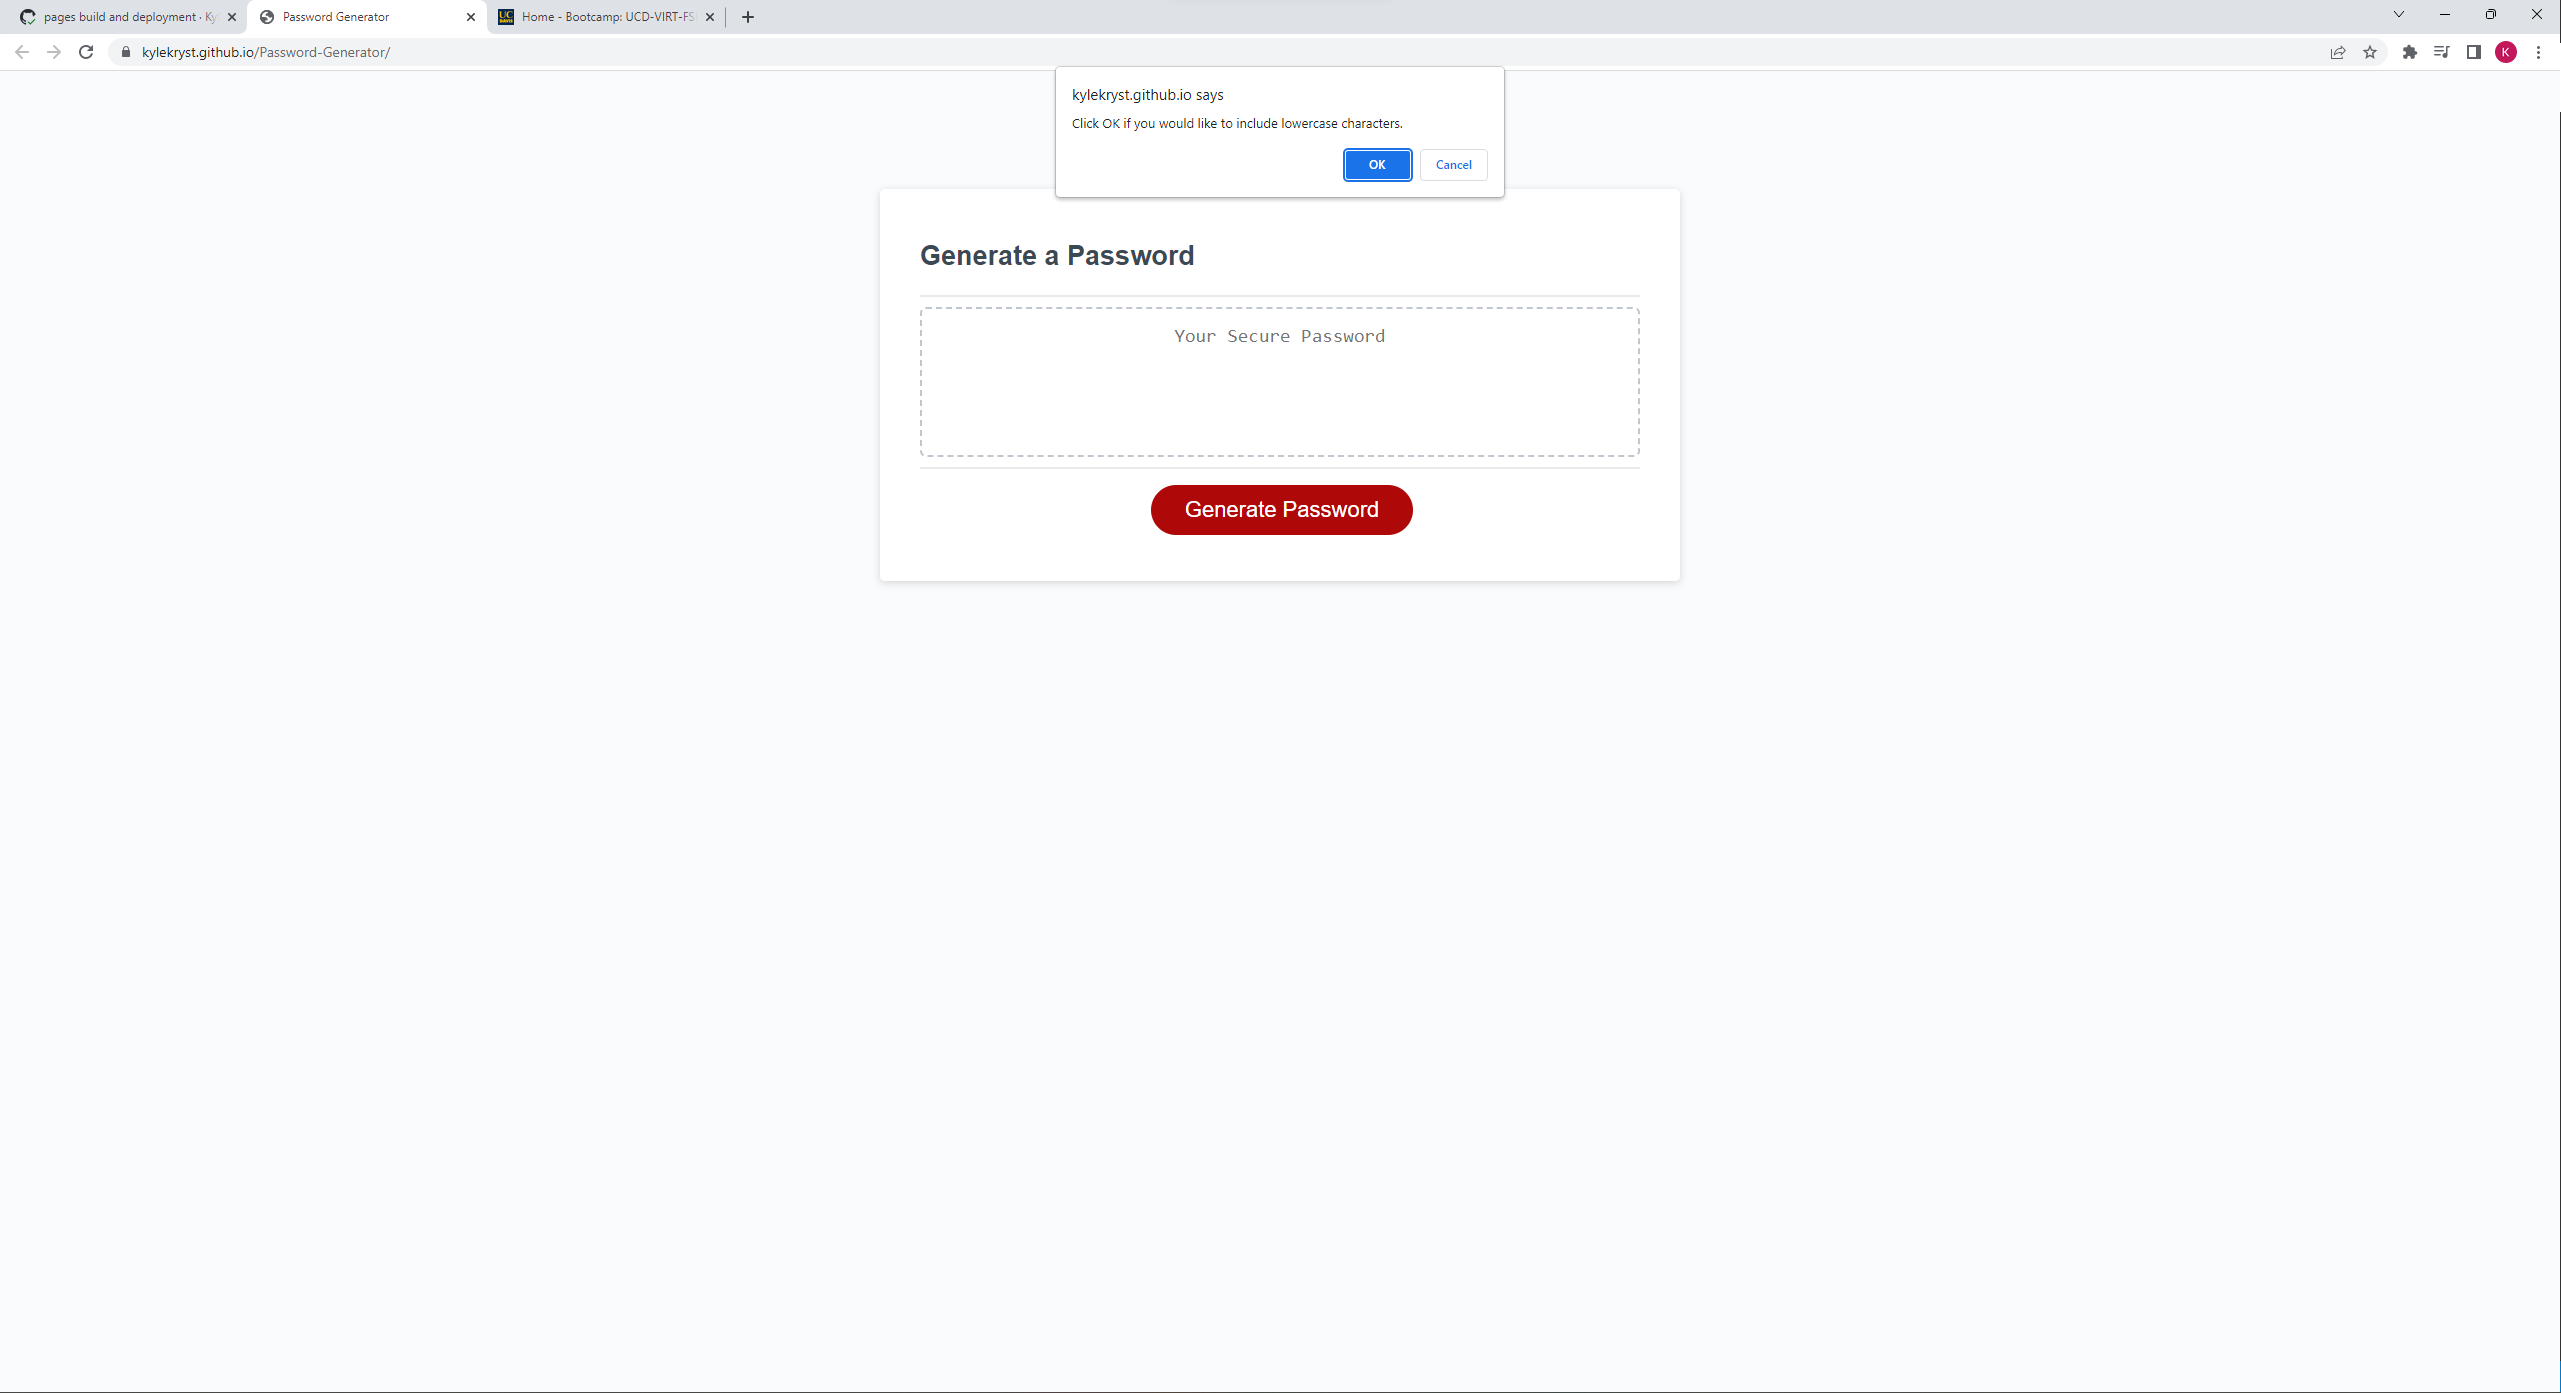 pages build and deployment · Ky
Password Generator
UC DAVIS
Home - Bootcamp: UCD-VIRT-FS
kylekryst.github.io/Password-Generator/
K
kylekryst.github.io says
Click OK if you would like to include lowercase characters.
OK
Cancel
Generate a Password
Your Secure Password
Generate Password